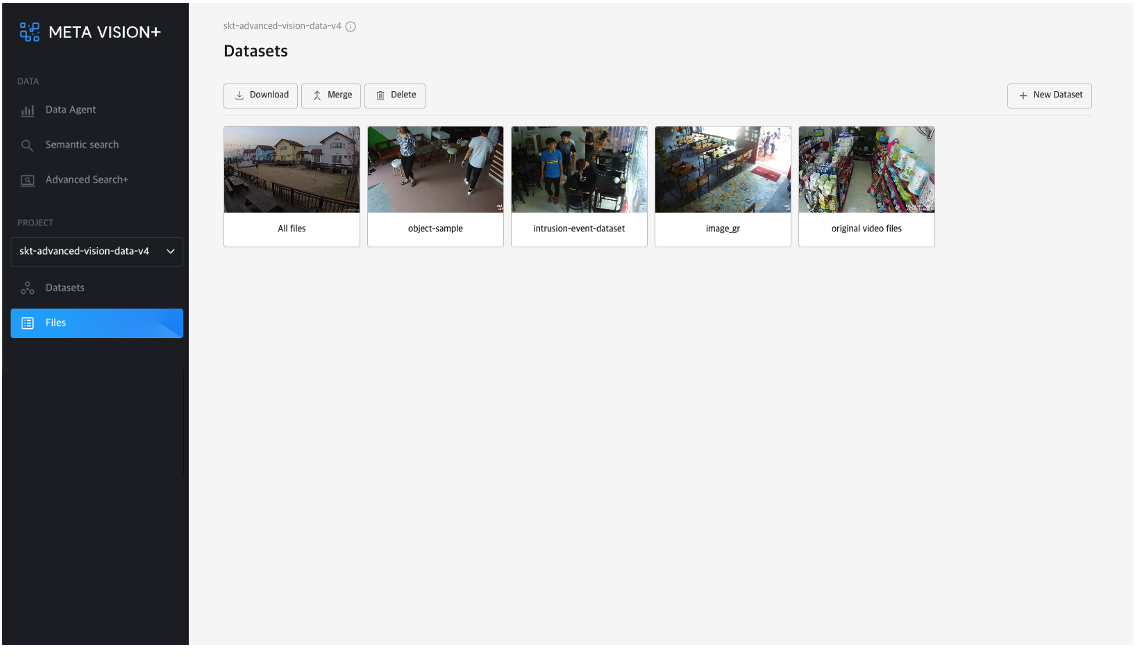 META VISION+
DATA
Data Agent
Semantic search
Advanced Search+
PROJECT
skt-advanced-vision-data-v4
Datasets
Files
skt-advanced-vision-data-v4
Datasets
Download
Merge
Delete
New Dataset
All files
object-sample
intrusion-event-dataset
image_gr
original video files